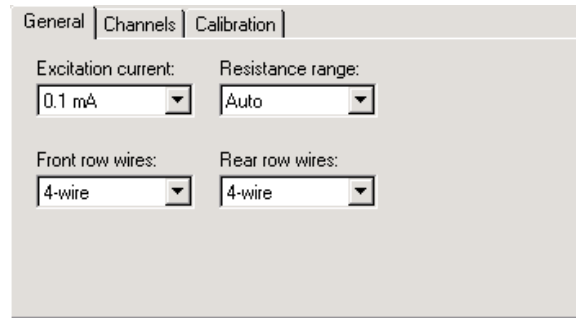 General Channels Calibration
Excitation current: Resistance range:
0.1 mA Auto
Front row wires: Rear row wires:
4-wire 4-wire